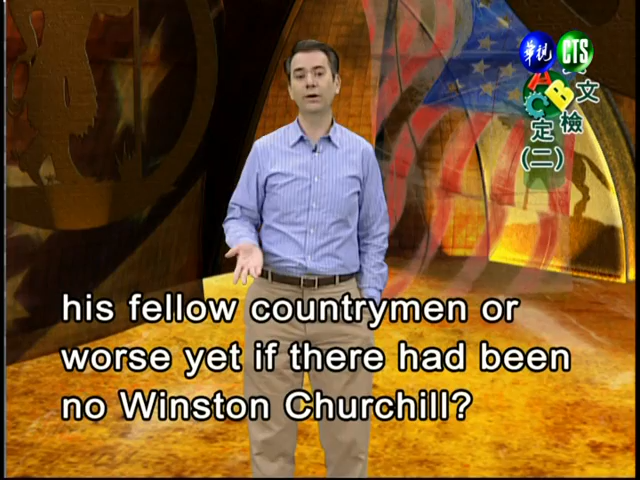 華視 CTS
ABC
文檢
定(二)
his fellow countrymen or
worse yet if there had been
no Winston Churchill?